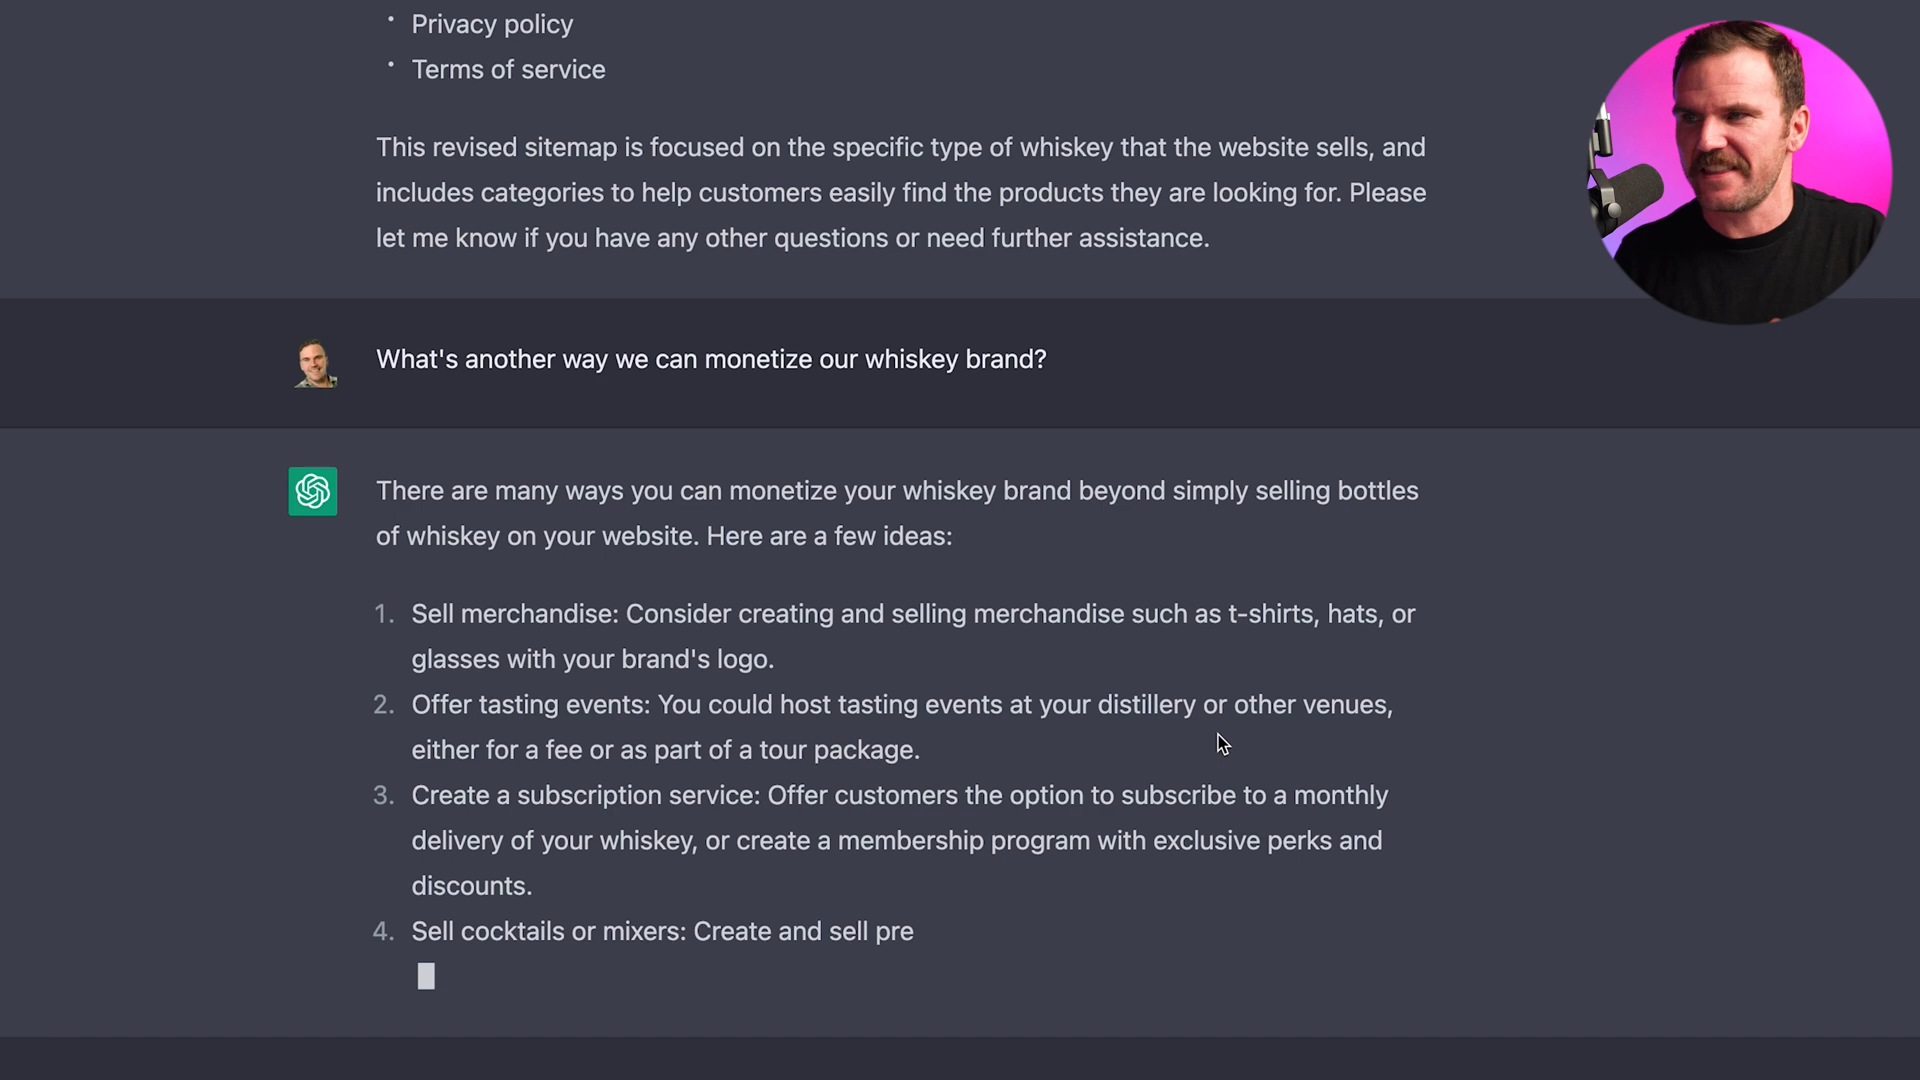 Privacy policy
Terms of service
This revised sitemap is focused on the specific type of whiskey that the website sells, and
includes categories to help customers easily find the products they are looking for. Please
let me know if you have any other questions or need further assistance.
What's another way we can monetize our whiskey brand?
There are many ways you can monetize your whiskey brand beyond simply selling bottles
of whiskey on your website. Here are a few ideas:
1. Sell merchandise: Consider creating and selling merchandise such as t-shirts, hats, or
glasses with your brand's logo.
2. Offer tasting events: You could host tasting events at your distillery or other venues,
either for a fee or as part of a tour package.
3. Create a subscription service: Offer customers the option to subscribe to a monthly
delivery of your whiskey, or create a membership program with exclusive perks and
discounts.
4. Sell cocktails or mixers: Create and sell pre